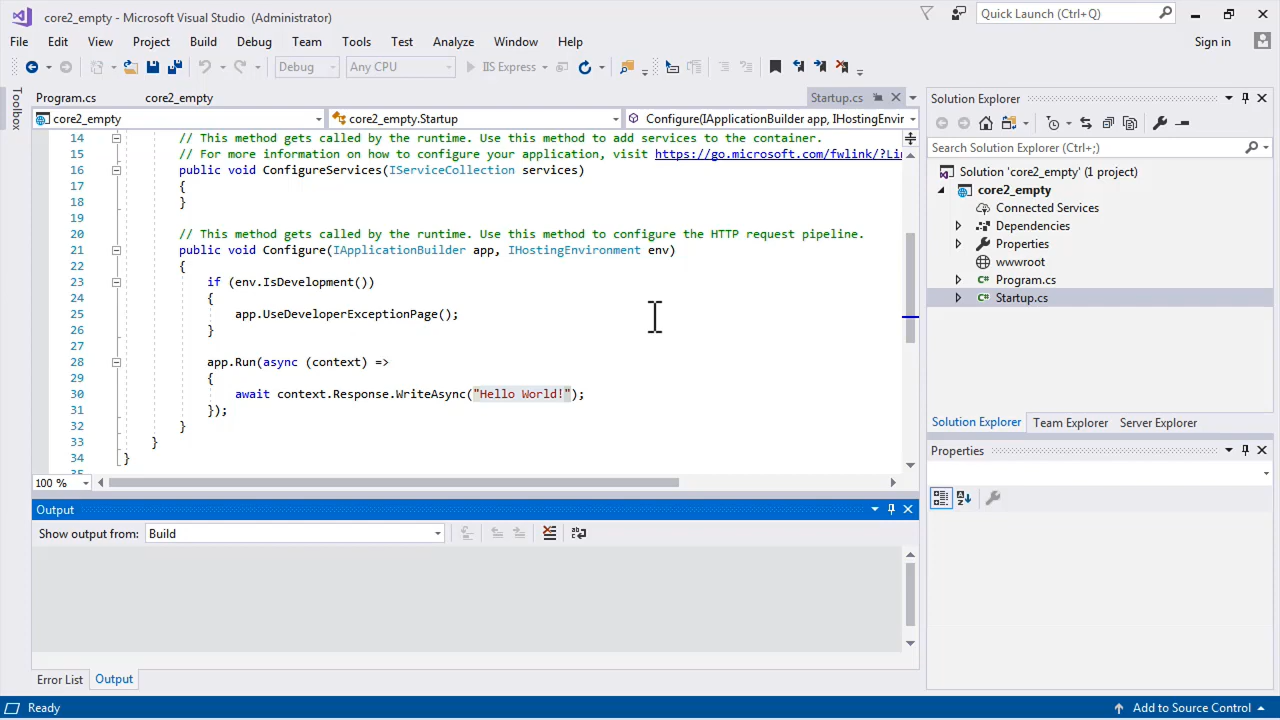 core2_empty - Microsoft Visual Studio (Administrator)
Quick Launch (Ctrl+Q)
File Edit View Project Build Debug Team Tools Test Analyze Window Help
Sign in
Debug Any CPU IIS Express
Toolbox
Program.cs core2_empty Startup.cs
core2_empty core2_empty.Startup Configure(IApplicationBuilder app, IHostingEnvir
14 // This method gets called by the runtime. Use this method to add services to the container.
15 // For more information on how to configure your application, visit https://go.microsoft.com/fwlink/?Li
16 public void ConfigureServices(IServiceCollection services)
17 {
18 }
19
20 // This method gets called by the runtime. Use this method to configure the HTTP request pipeline.
21 public void Configure(IApplicationBuilder app, IHostingEnvironment env)
22 {
23 if (env.IsDevelopment())
24 {
25 app.UseDeveloperExceptionPage();
26 }
27
28 app.Run(async (context) =>
29 {
30 await context.Response.WriteAsync("Hello World!");
31 });
32 }
33 }
34 }
35
100 %
Output
Show output from: Build
Error List Output
Solution Explorer
Search Solution Explorer (Ctrl+;)
Solution 'core2_empty' (1 project)
core2_empty
Connected Services
Dependencies
Properties
wwwroot
Program.cs
Startup.cs
Solution Explorer Team Explorer Server Explorer
Properties
Ready
Add to Source Control